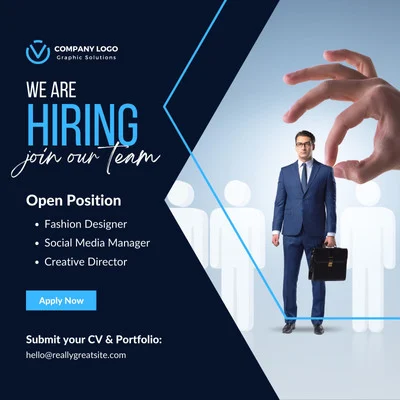 COMPANY LOGO
Graphic Solutions
WE ARE
HIRING
join our team
Open Position
• Fashion Designer
• Social Media Manager
• Creative Director
Apply Now
Submit your CV & Portfolio:
hello@reallygreatsite.com